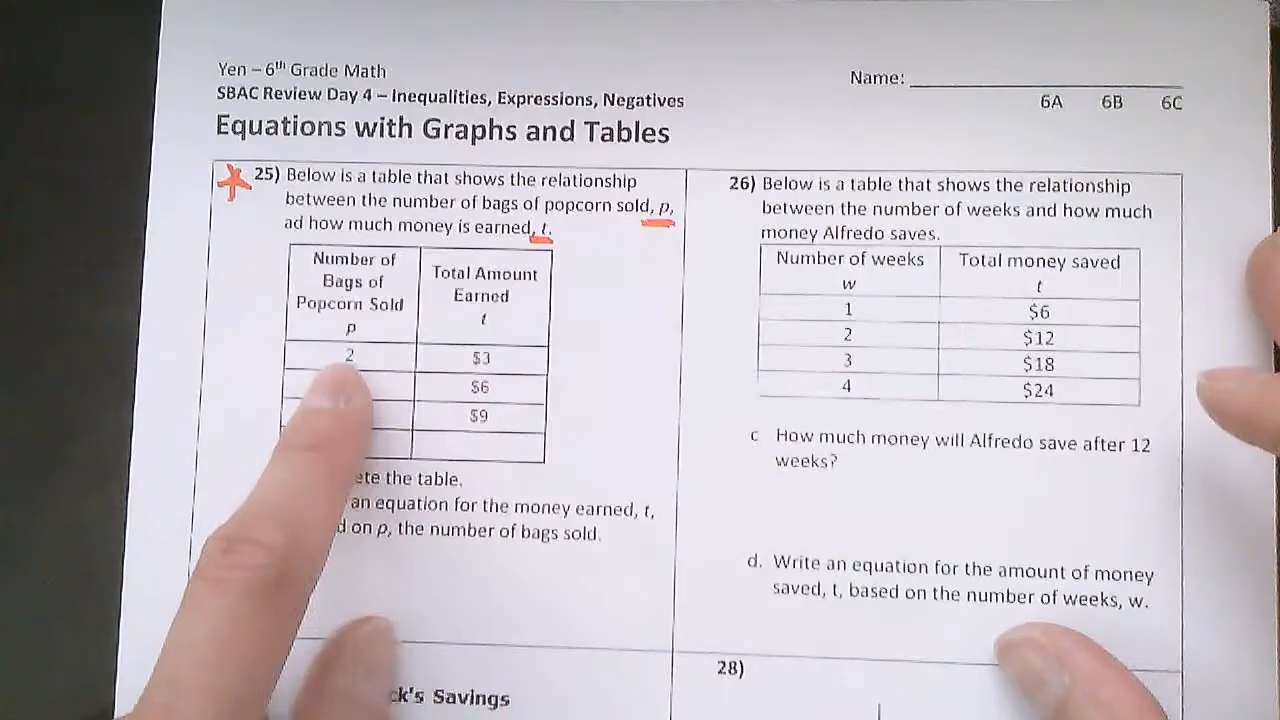 Yen – 6th Grade Math
Name:
SBAC Review Day 4 – Inequalities, Expressions, Negatives
6A 6B 6C
Equations with Graphs and Tables
25) Below is a table that shows the relationship
between the number of bags of popcorn sold, p,
ad how much money is earned, t.
Number of
Bags of
Popcorn Sold
p
Total Amount
Earned
t
2 $3
$6
$9
the table.
an equation for the money earned, t,
on p, the number of bags sold.
26) Below is a table that shows the relationship
between the number of weeks and how much
money Alfredo saves.
Number of weeks
w
Total money saved
t
1 $6
2 $12
3 $18
4 $24
c How much money will Alfredo save after 12
weeks?
d. Write an equation for the amount of money
saved, t, based on the number of weeks, w.
Savings
28)